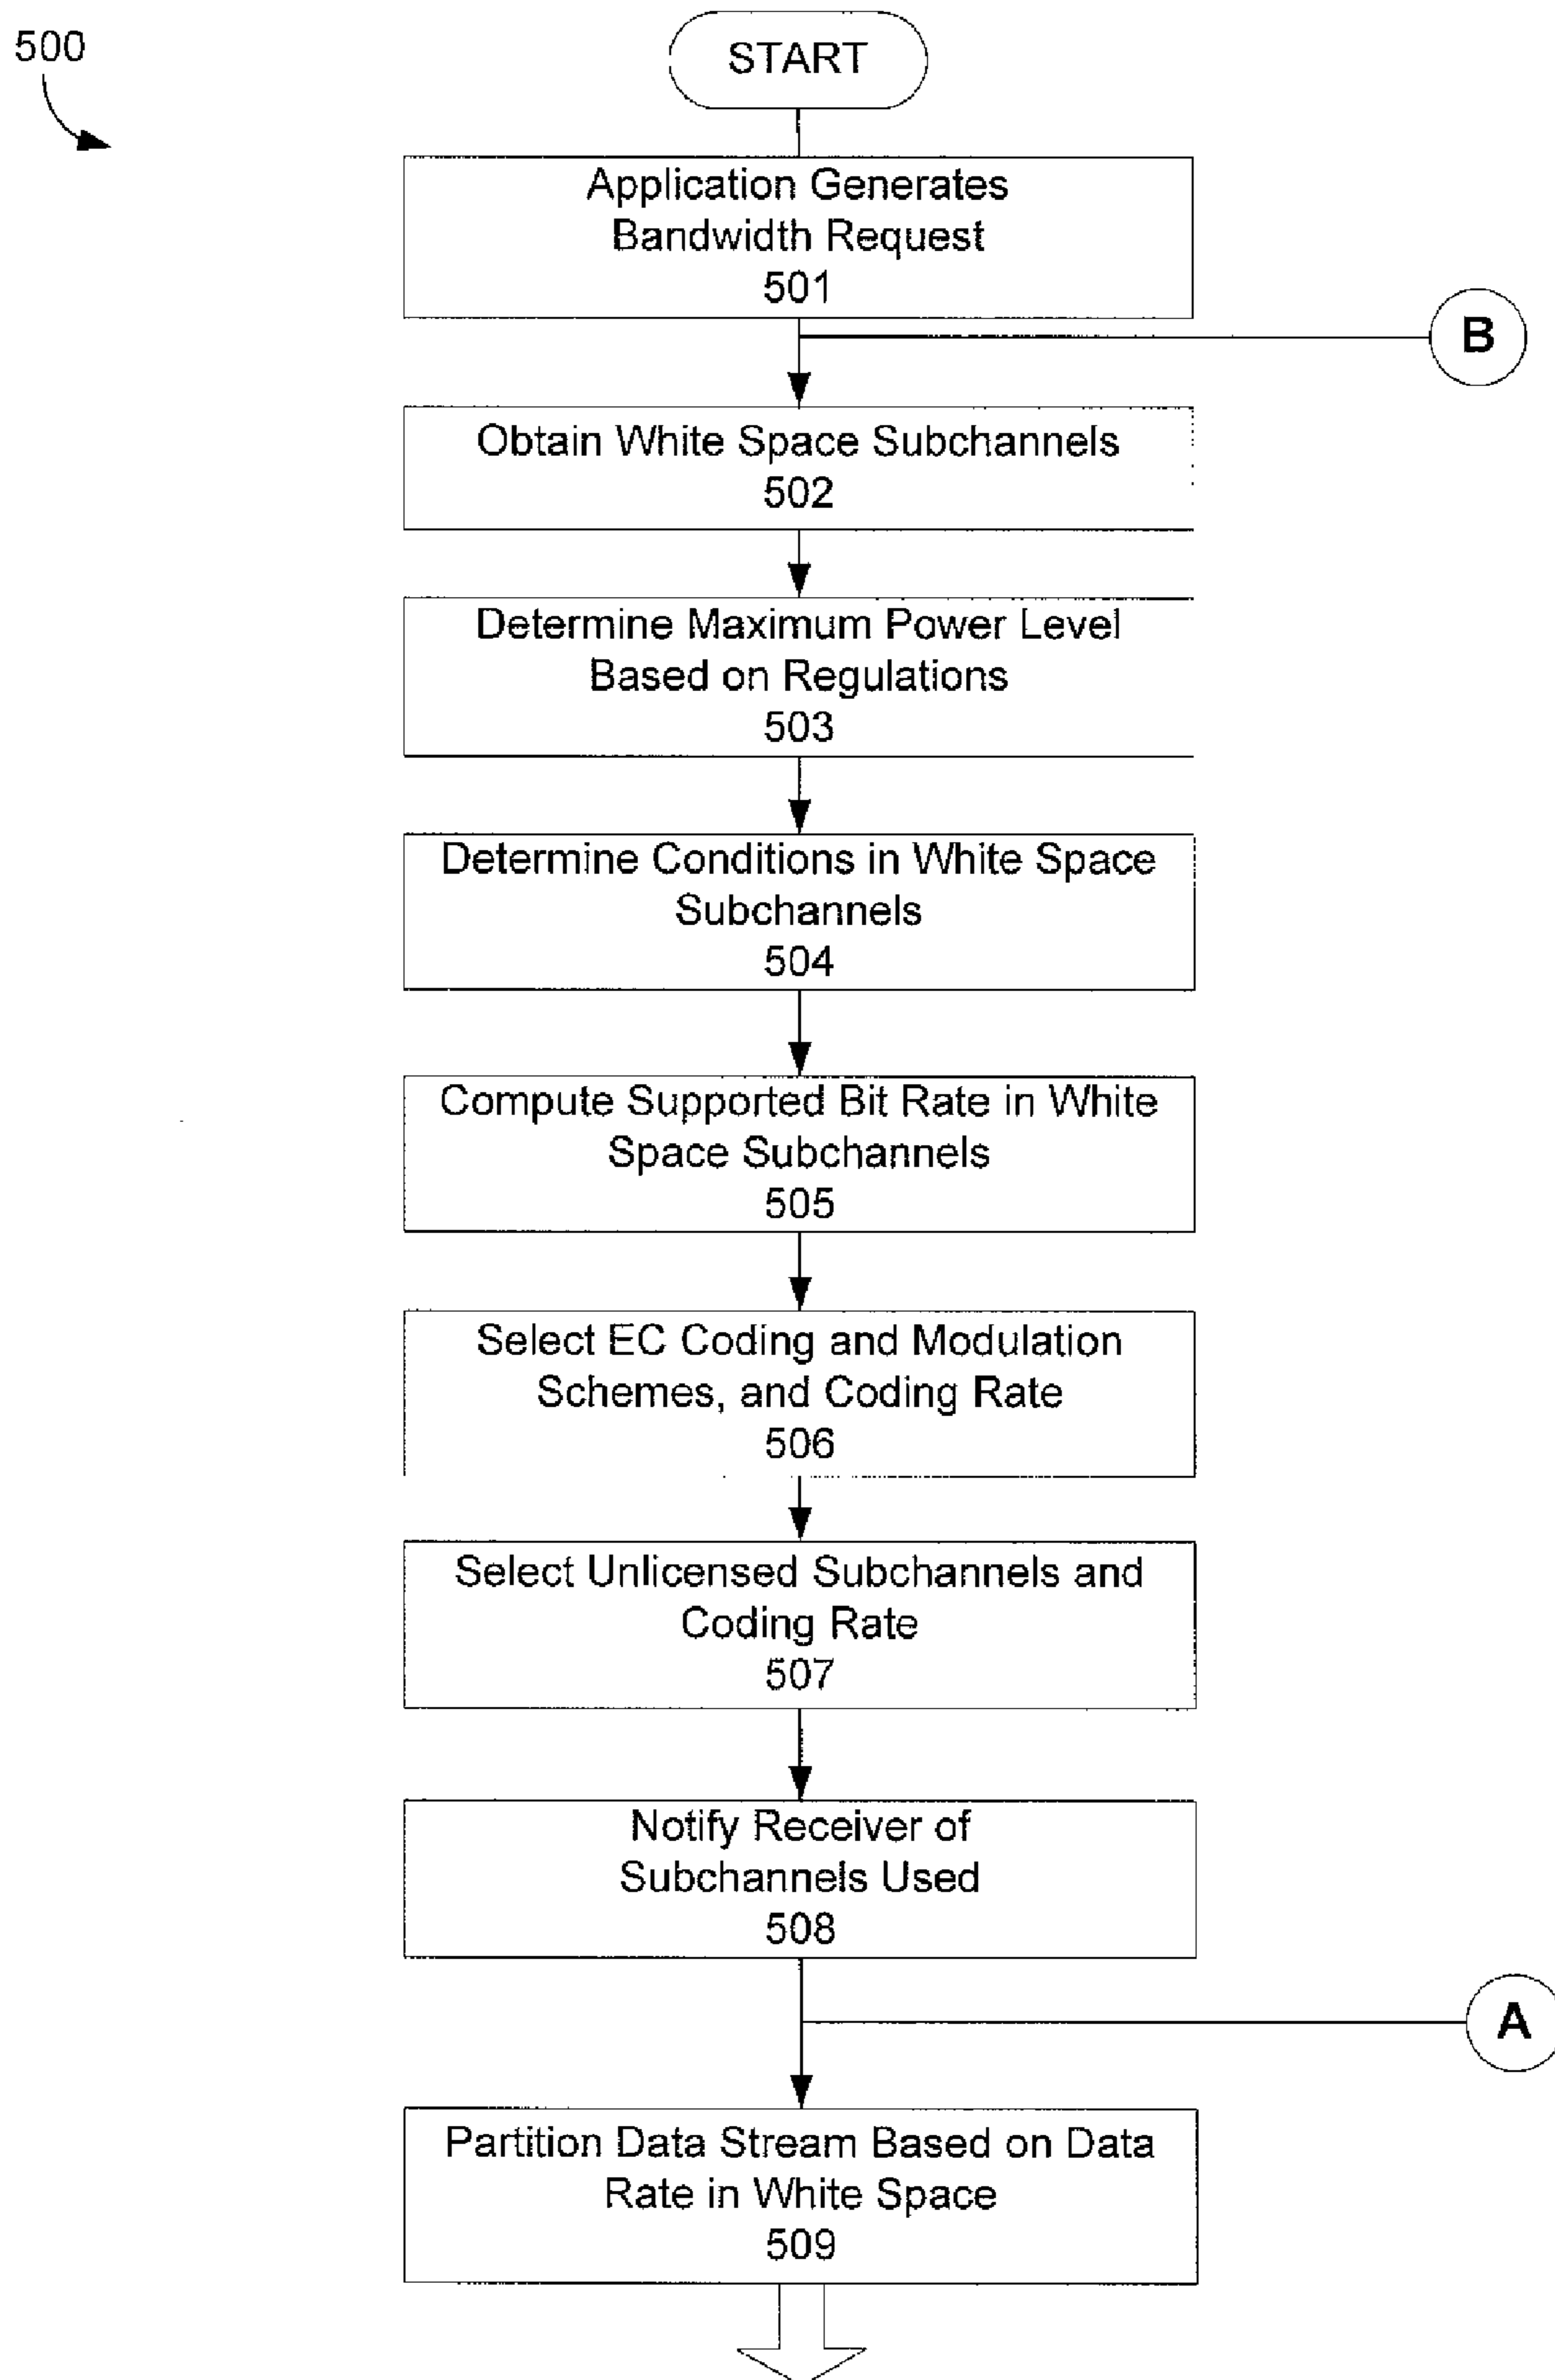 500
START
Application Generates
Bandwidth Request
501
B
Obtain White Space Subchannels
502
Determine Maximum Power Level
Based on Regulations
503
Determine Conditions in White Space
Subchannels
504
Compute Supported Bit Rate in White
Space Subchannels
505
Select EC Coding and Modulation
Schemes, and Coding Rate
506
Select Unlicensed Subchannels and
Coding Rate
507
Notify Receiver of
Subchannels Used
508
A
Partition Data Stream Based on Data
Rate in White Space
509